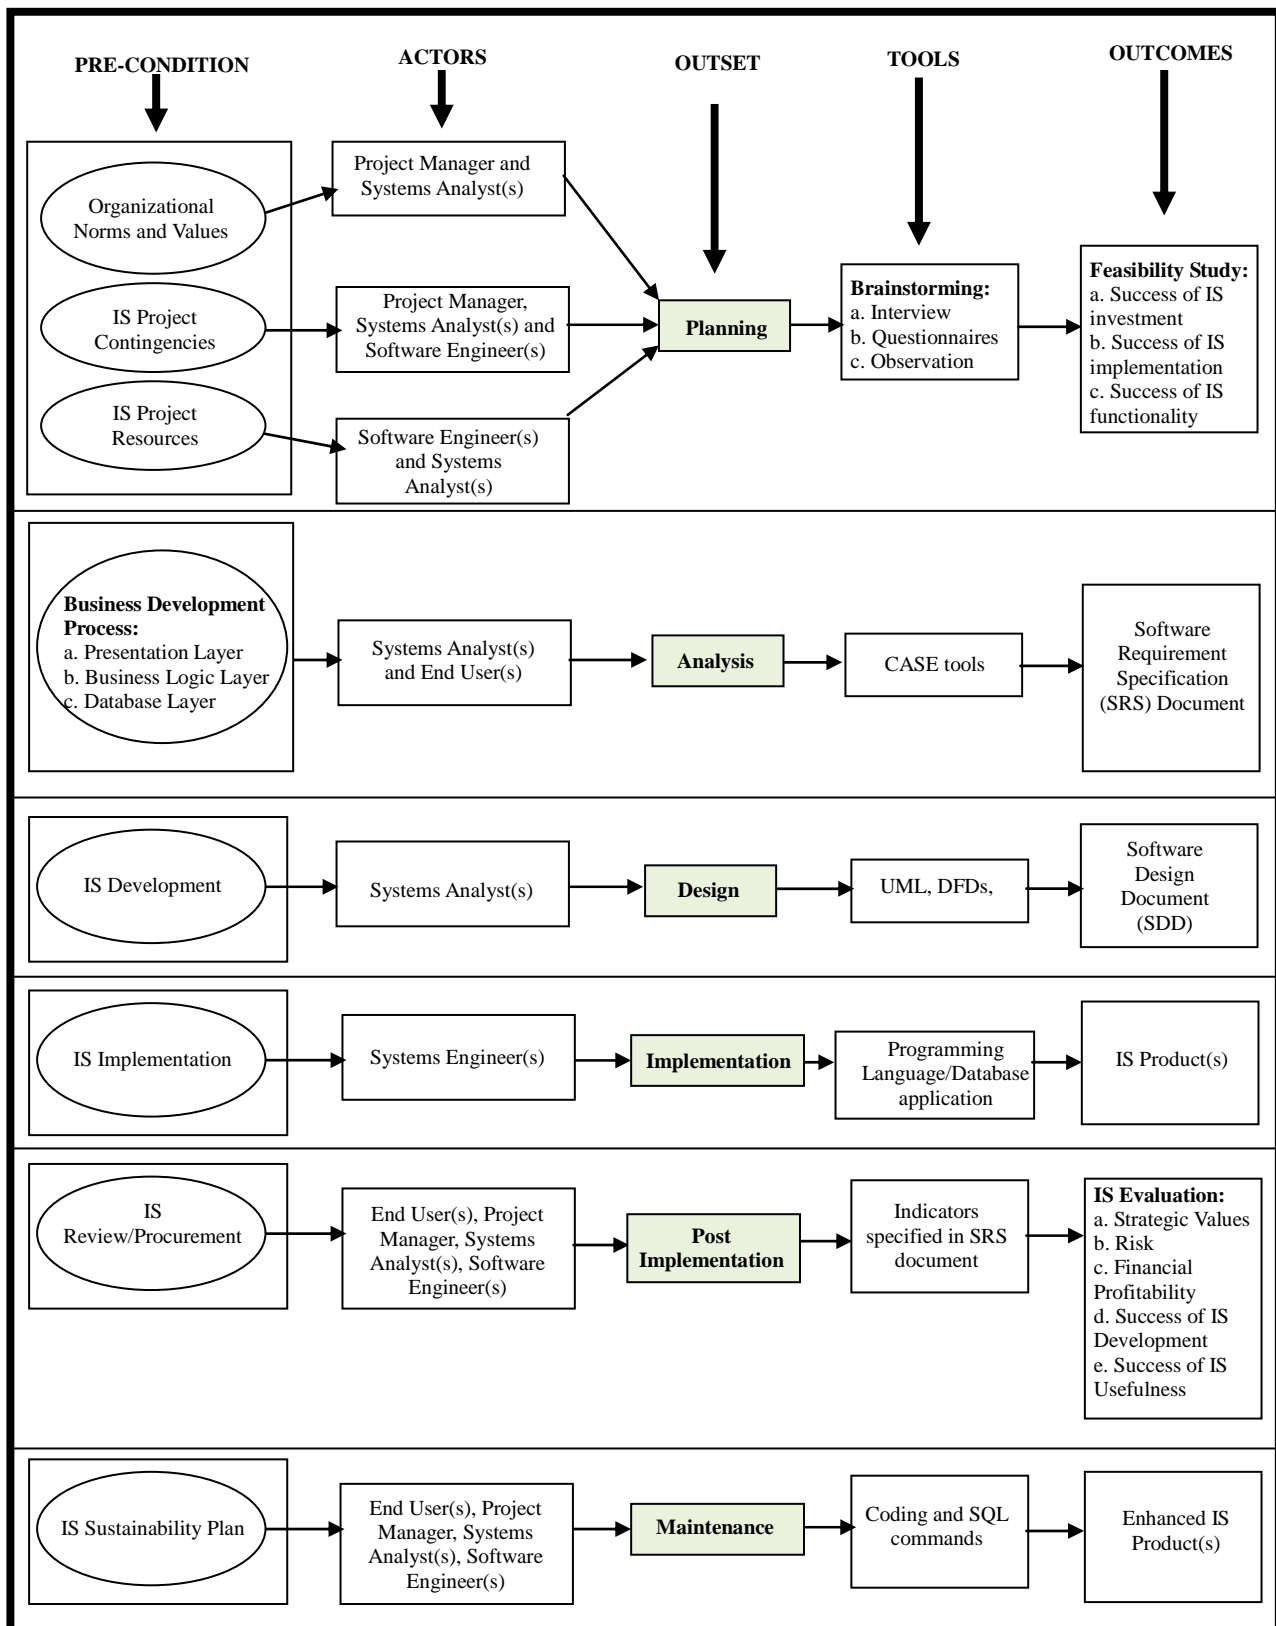 PRE-CONDITION
ACTORS
OUTSET
TOOLS
OUTCOMES
Organizational
Norms and Values
Project Manager and
Systems Analyst(s)
IS Project
Contingencies
Project Manager,
Systems Analyst(s) and
Software Engineer(s)
IS Project
Resources
Software Engineer(s)
and Systems
Analyst(s)
Planning
Brainstorming:
a. Interview
b. Questionnaires
c. Observation
Feasibility Study:
a. Success of IS
investment
b. Success of IS
implementation
c. Success of IS
functionality
Business Development
Process:
a. Presentation Layer
b. Business Logic Layer
c. Database Layer
Systems Analyst(s)
and End User(s)
Analysis
CASE tools
Software
Requirement
Specification
(SRS) Document
IS Development
Systems Analyst(s)
Design
UML, DFDs,
Software
Design
Document
(SDD)
IS Implementation
Systems Engineer(s)
Implementation
Programming
Language/Database
application
IS Product(s)
IS
Review/Procurement
End User(s), Project
Manager, Systems
Analyst(s), Software
Engineer(s)
Post
Implementation
Indicators
specified in SRS
document
IS Evaluation:
a. Strategic Values
b. Risk
c. Financial
Profitability
d. Success of IS
Development
e. Success of IS
Usefulness
IS Sustainability Plan
End User(s), Project
Manager, Systems
Analyst(s), Software
Engineer(s)
Maintenance
Coding and SQL
commands
Enhanced IS
Product(s)